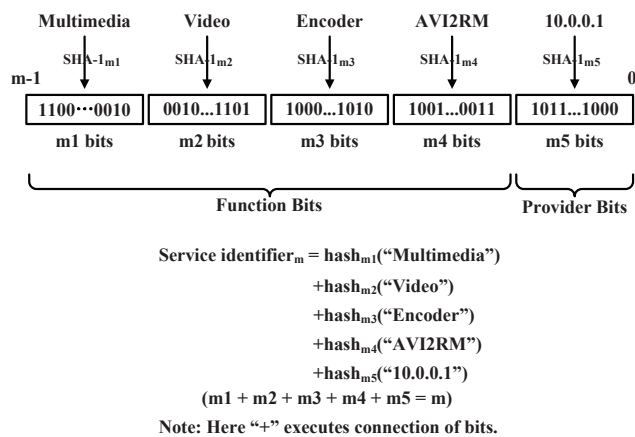 Multimedia Video Encoder AVI2RM 10.0.0.1
SHA-1m1 SHA-1m2 SHA-1m3 SHA-1m4 SHA-1m5
m-1 0
1100···0010 0010...1101 1000...1010 1001...0011 1011...1000
m1 bits m2 bits m3 bits m4 bits m5 bits
Function Bits Provider Bits
Service identifierm = hashm1(“Multimedia”)
+hashm2(“Video”)
+hashm3(“Encoder”)
+hashm4(“AVI2RM”)
+hashm5(“10.0.0.1”)
(m1 + m2 + m3 + m4 + m5 = m)
Note: Here “+” executes connection of bits.